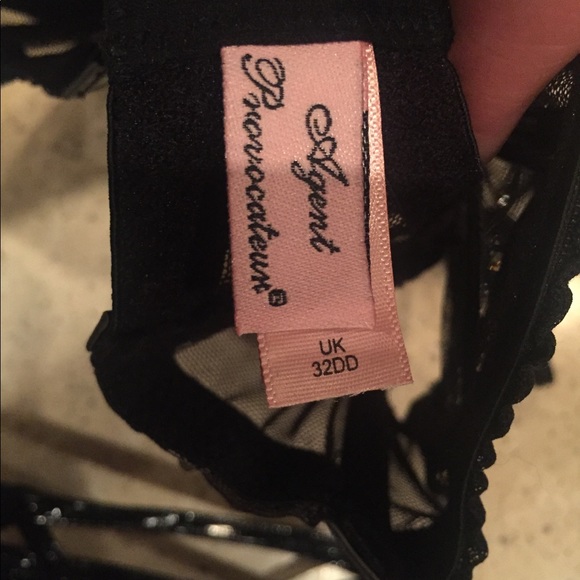 Agent
Provocateur®
UK
32DD